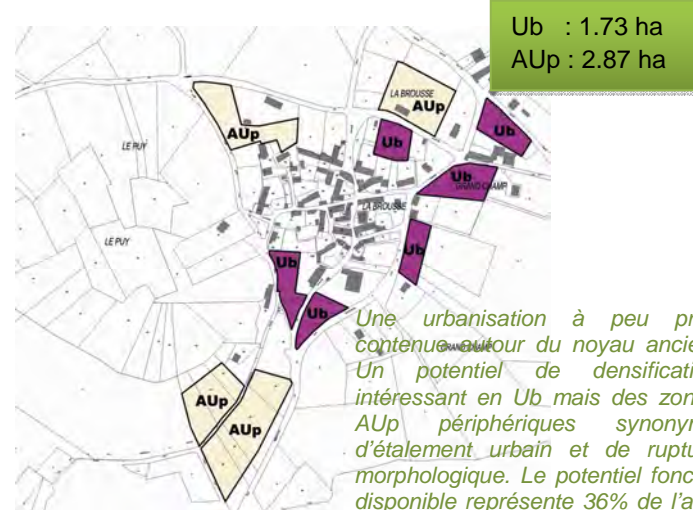 Ub : 1.73 ha
AUp : 2.87 ha
LA BROUSSE
AUp
AUp
Ub
Ub
LE PUY
Ub
GRAND CHAMP
LA BROUSSE
LE PUY
Ub
Ub
Ub
AUp
AUp
Une urbanisation à peu pr
contenue autour du noyau ancie
Un potentiel de densificati
intéressant en Ub mais des zon
AUp périphériques synonym
d'étalement urbain et de ruptu
morphologique. Le potentiel fonc
disponible représente 36% de l'a